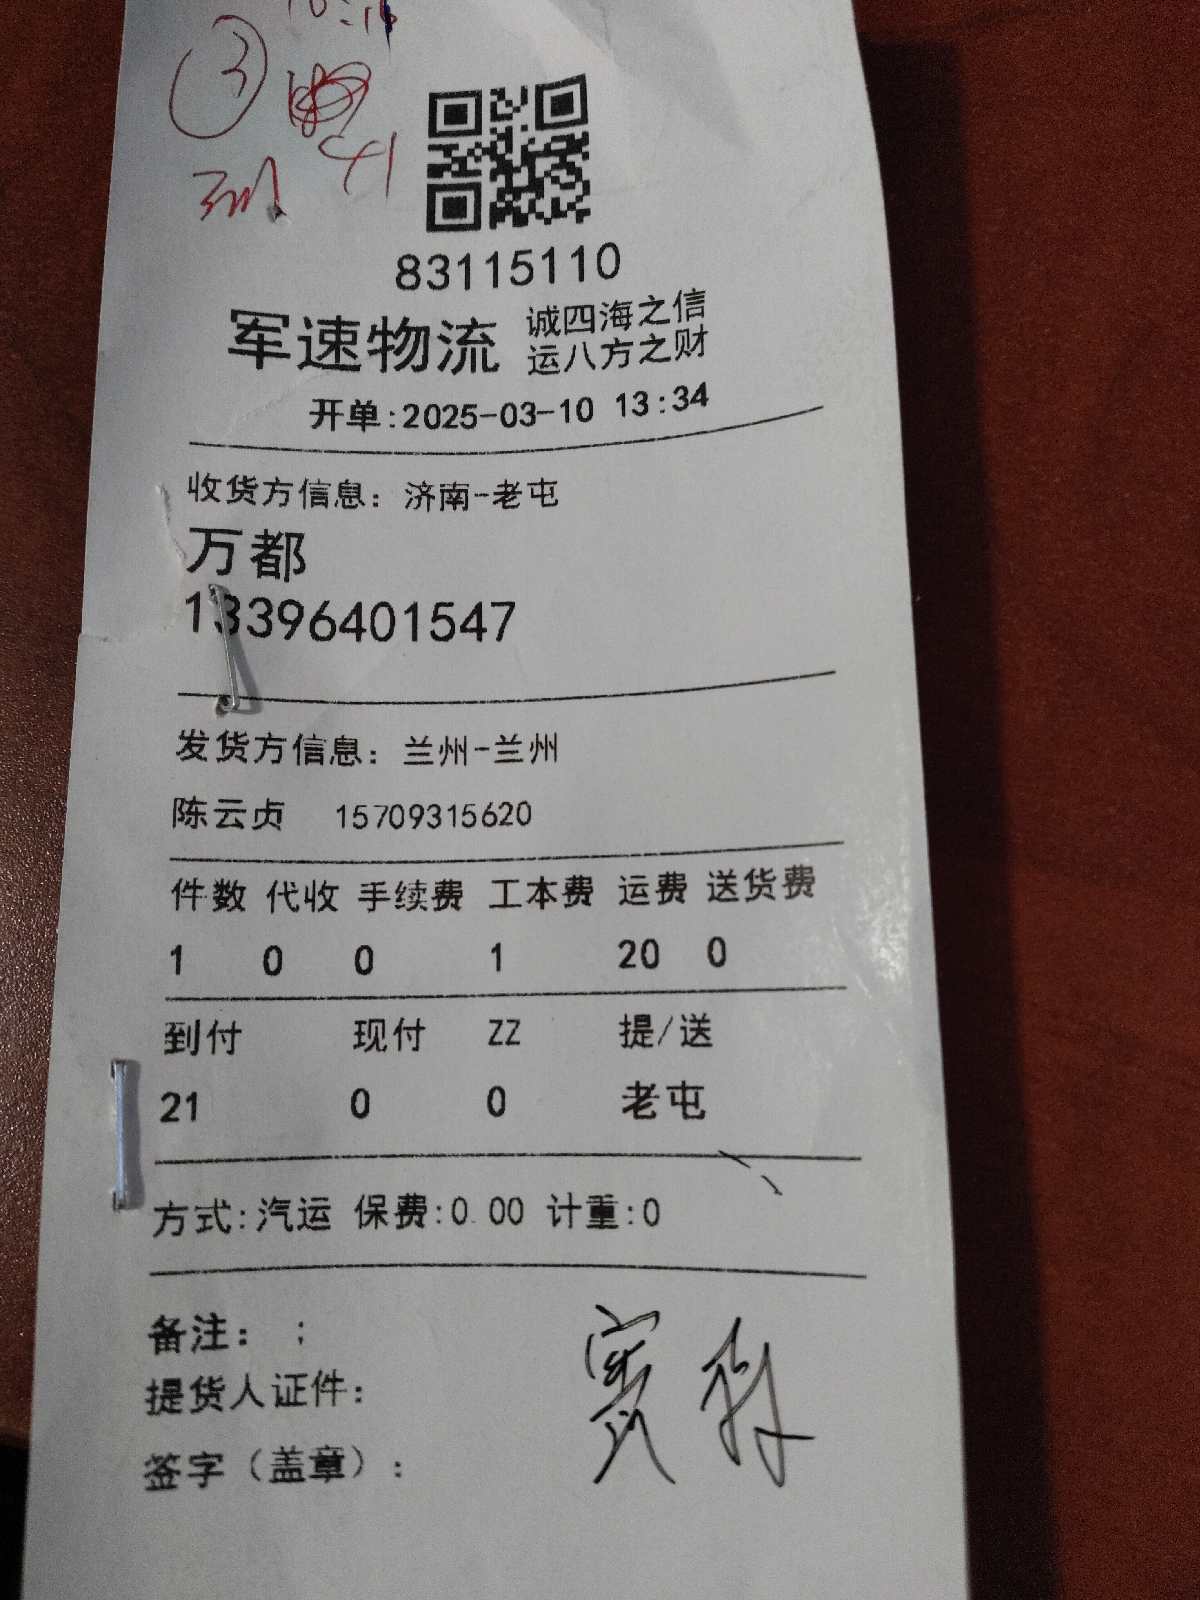 ③
83115110
军速物流 诚四海之信
运八方之财
开单:2025-03-10 13:34
收货方信息: 济南-老屯
万都
13396401547
发货方信息: 兰州-兰州
陈云贞 15709315620
件数 代收 手续费 工本费 运费 送货费
1 0 0 1 20 0
到付 现付 ZZ 提/送
21 0 0 老屯
方式:汽运 保费:0.00 计重:0
备注: ;
提货人证件:
签字（盖章）: